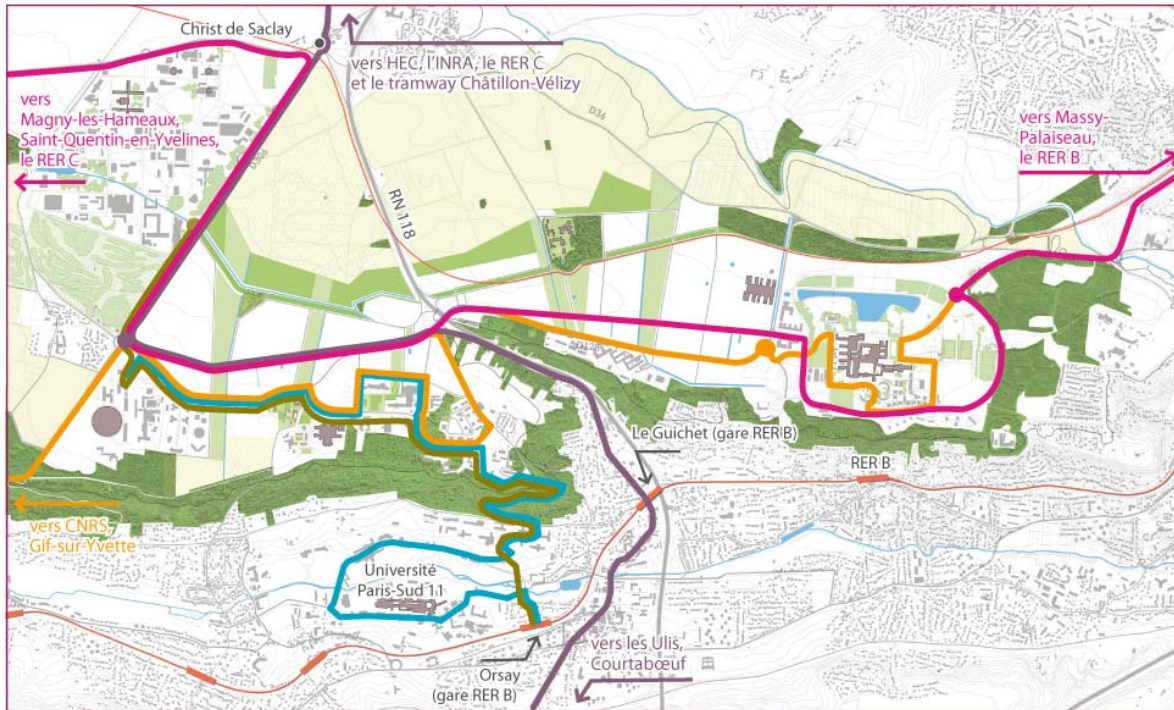 Christ de Saclay
vers HEC, l'INRA, le RER C
et le tramway Châtillon-Vélizy
vers
Magny-les-Hameaux,
Saint-Quentin-en-Yvelines,
le RER C
vers Massy-
Palaiseau,
le RER B
D36
D306
RN 118
D128
Le Guichet (gare RER B)
RER B
vers CNRS,
Gif-sur-Yvette
Université
Paris-Sud 11
vers les Ulis,
Courtabœuf
Orsay
(gare RER B)